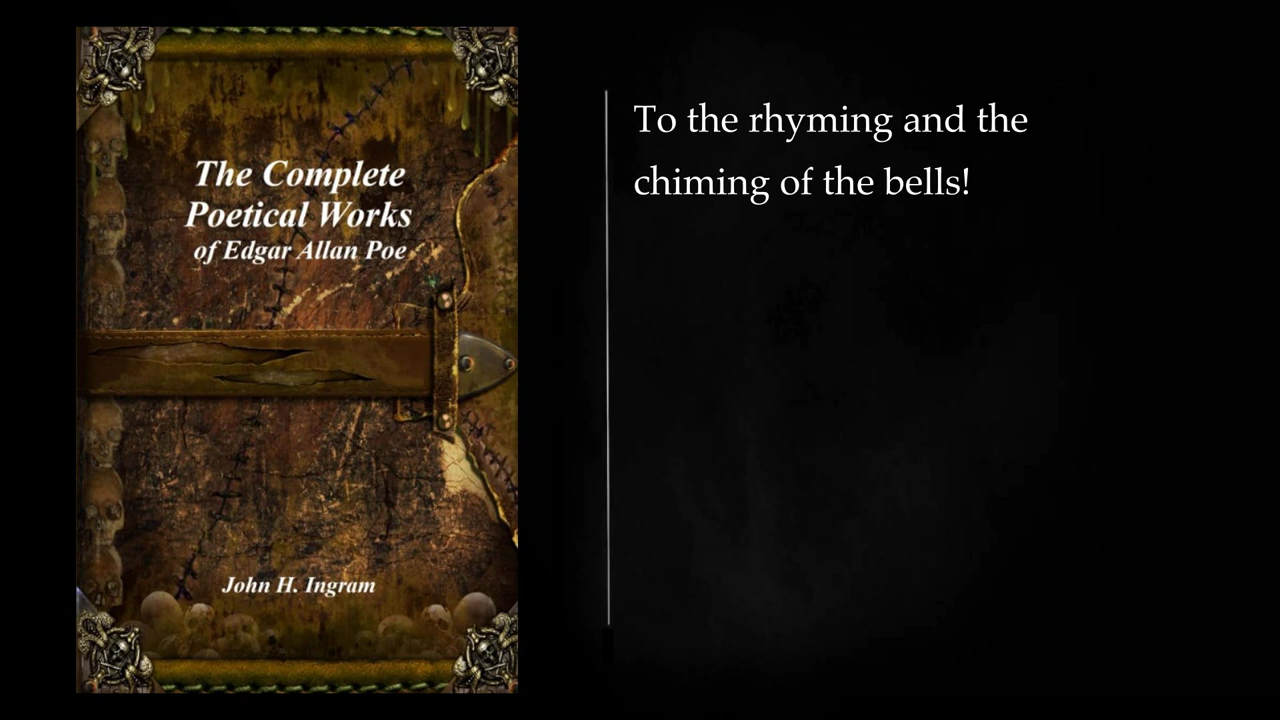 The Complete
Poetical Works
of Edgar Allan Poe
John H. Ingram
To the rhyming and the
chiming of the bells!